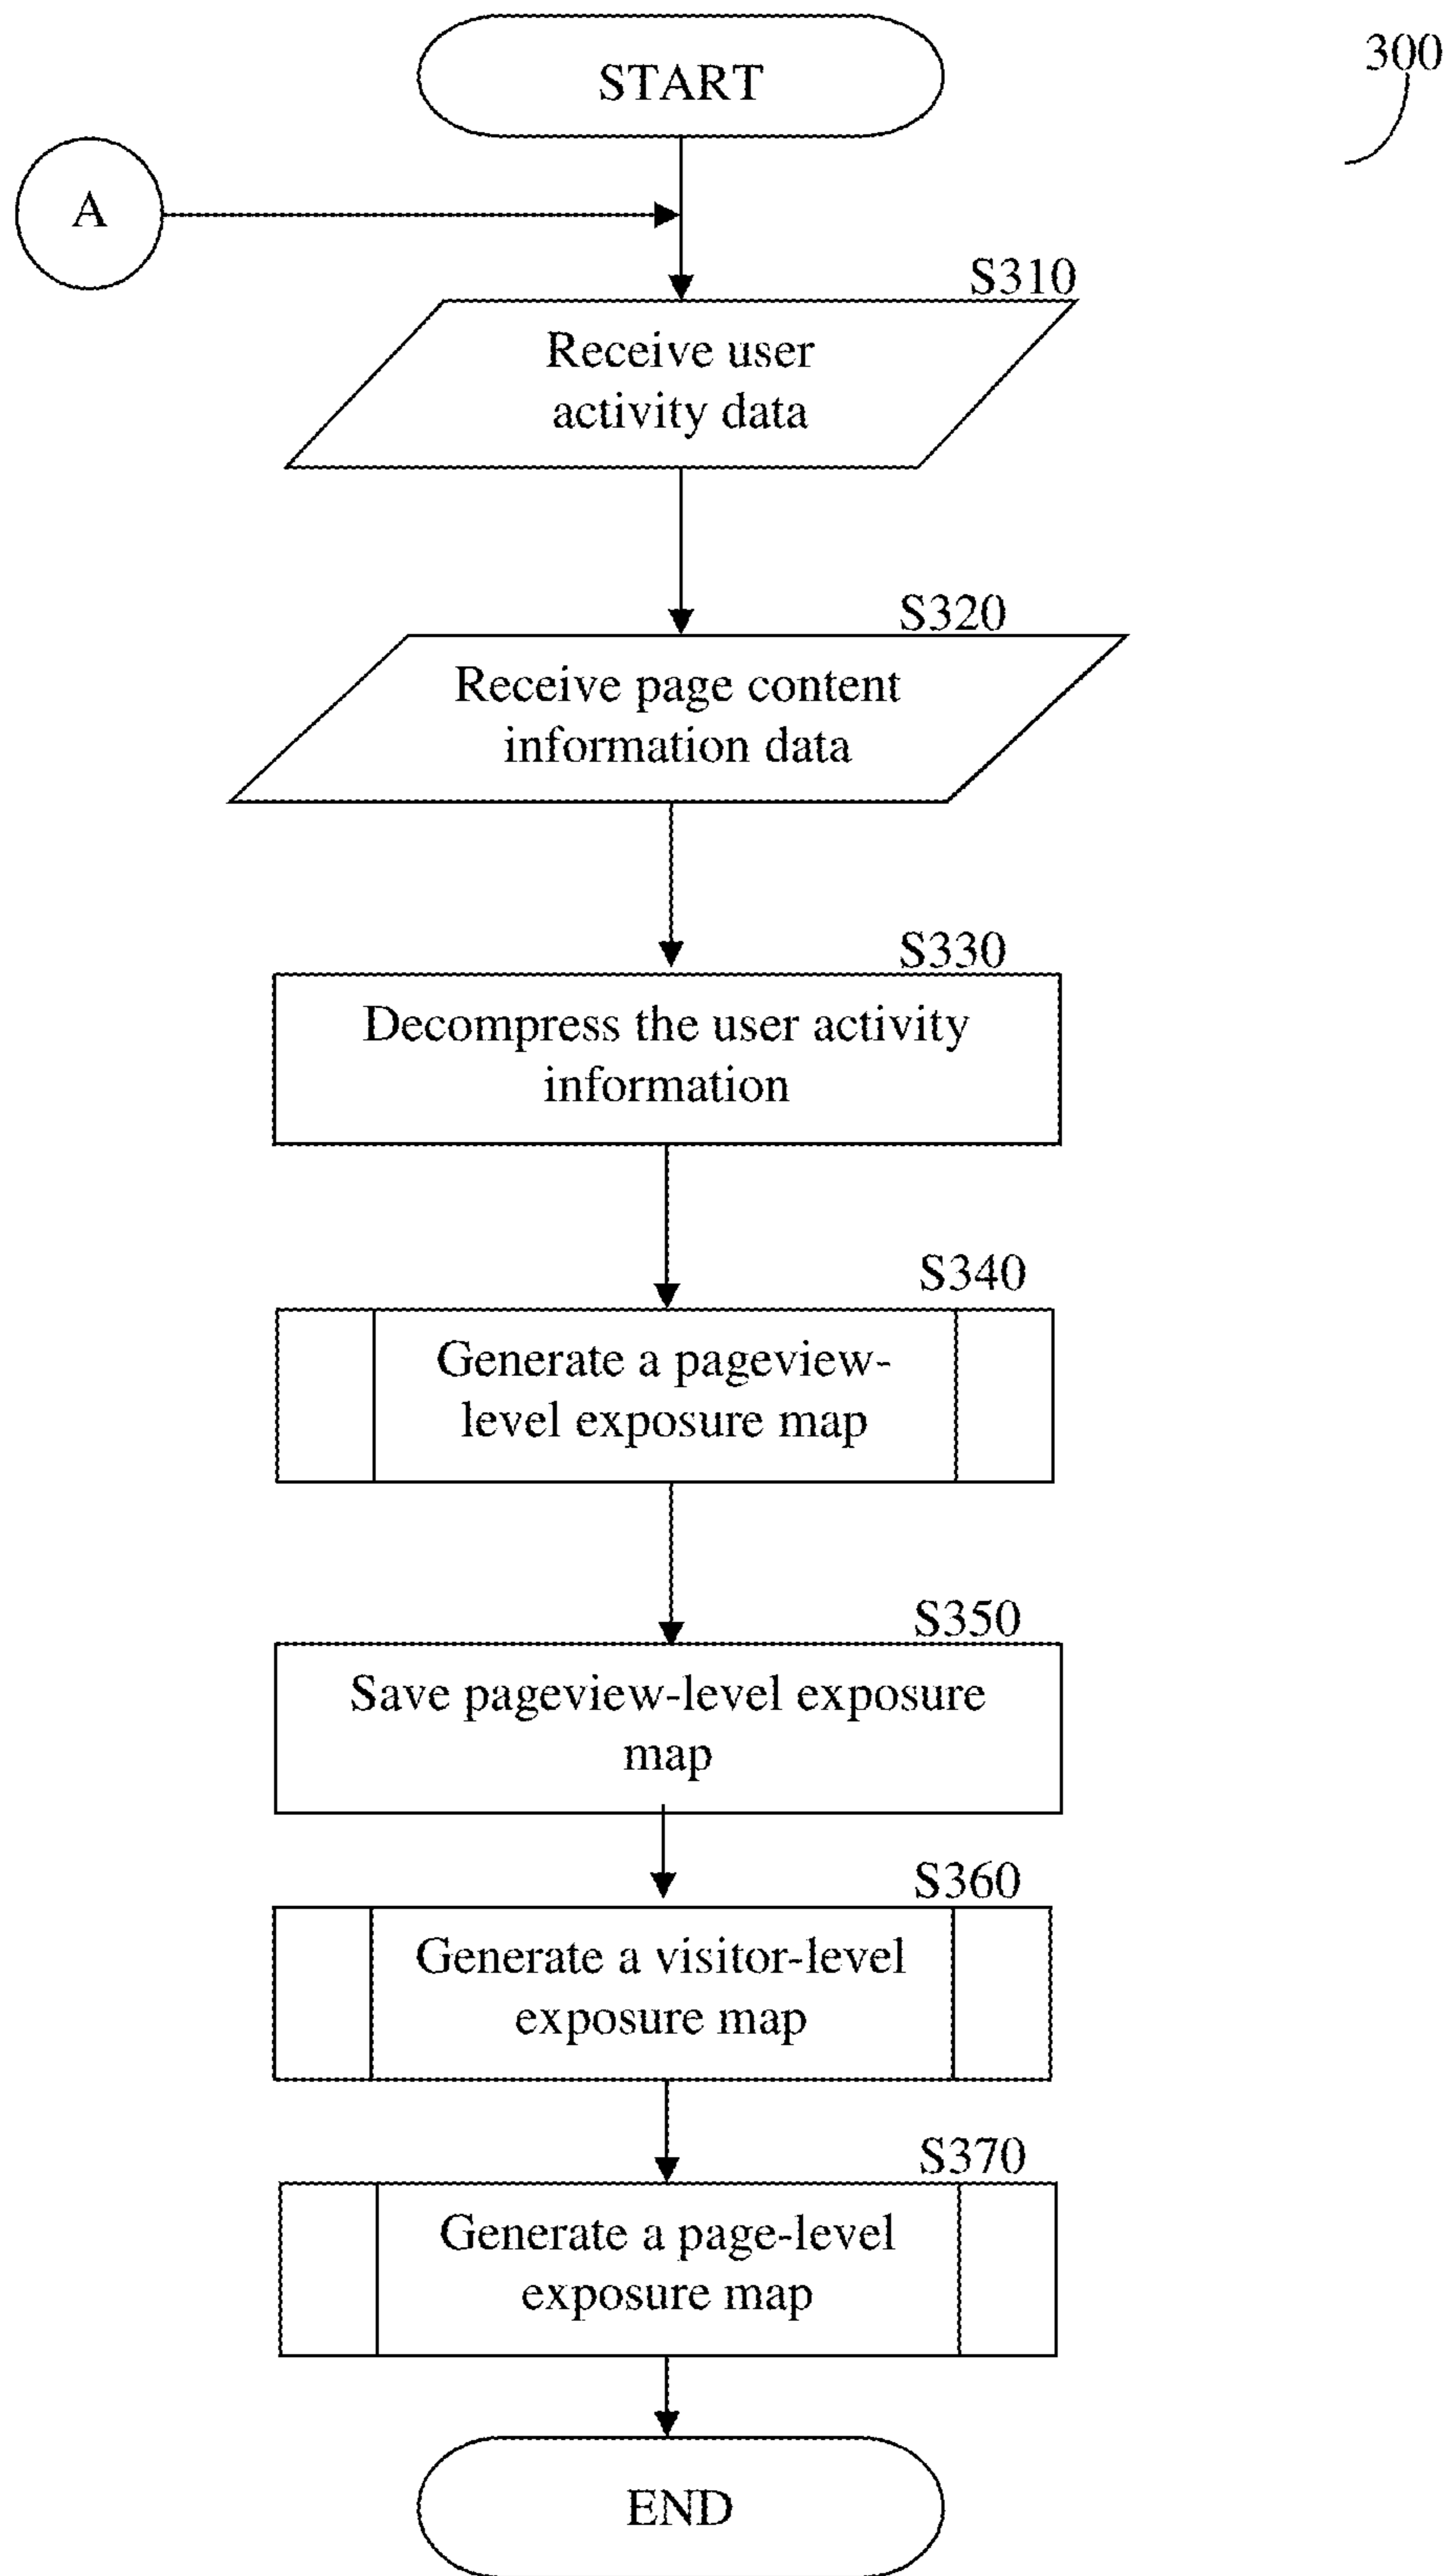 START
300
A
S310
Receive user
activity data
S320
Receive page content
information data
S330
Decompress the user activity
information
S340
Generate a pageview-
level exposure map
S350
Save pageview-level exposure
map
S360
Generate a visitor-level
exposure map
S370
Generate a page-level
exposure map
END